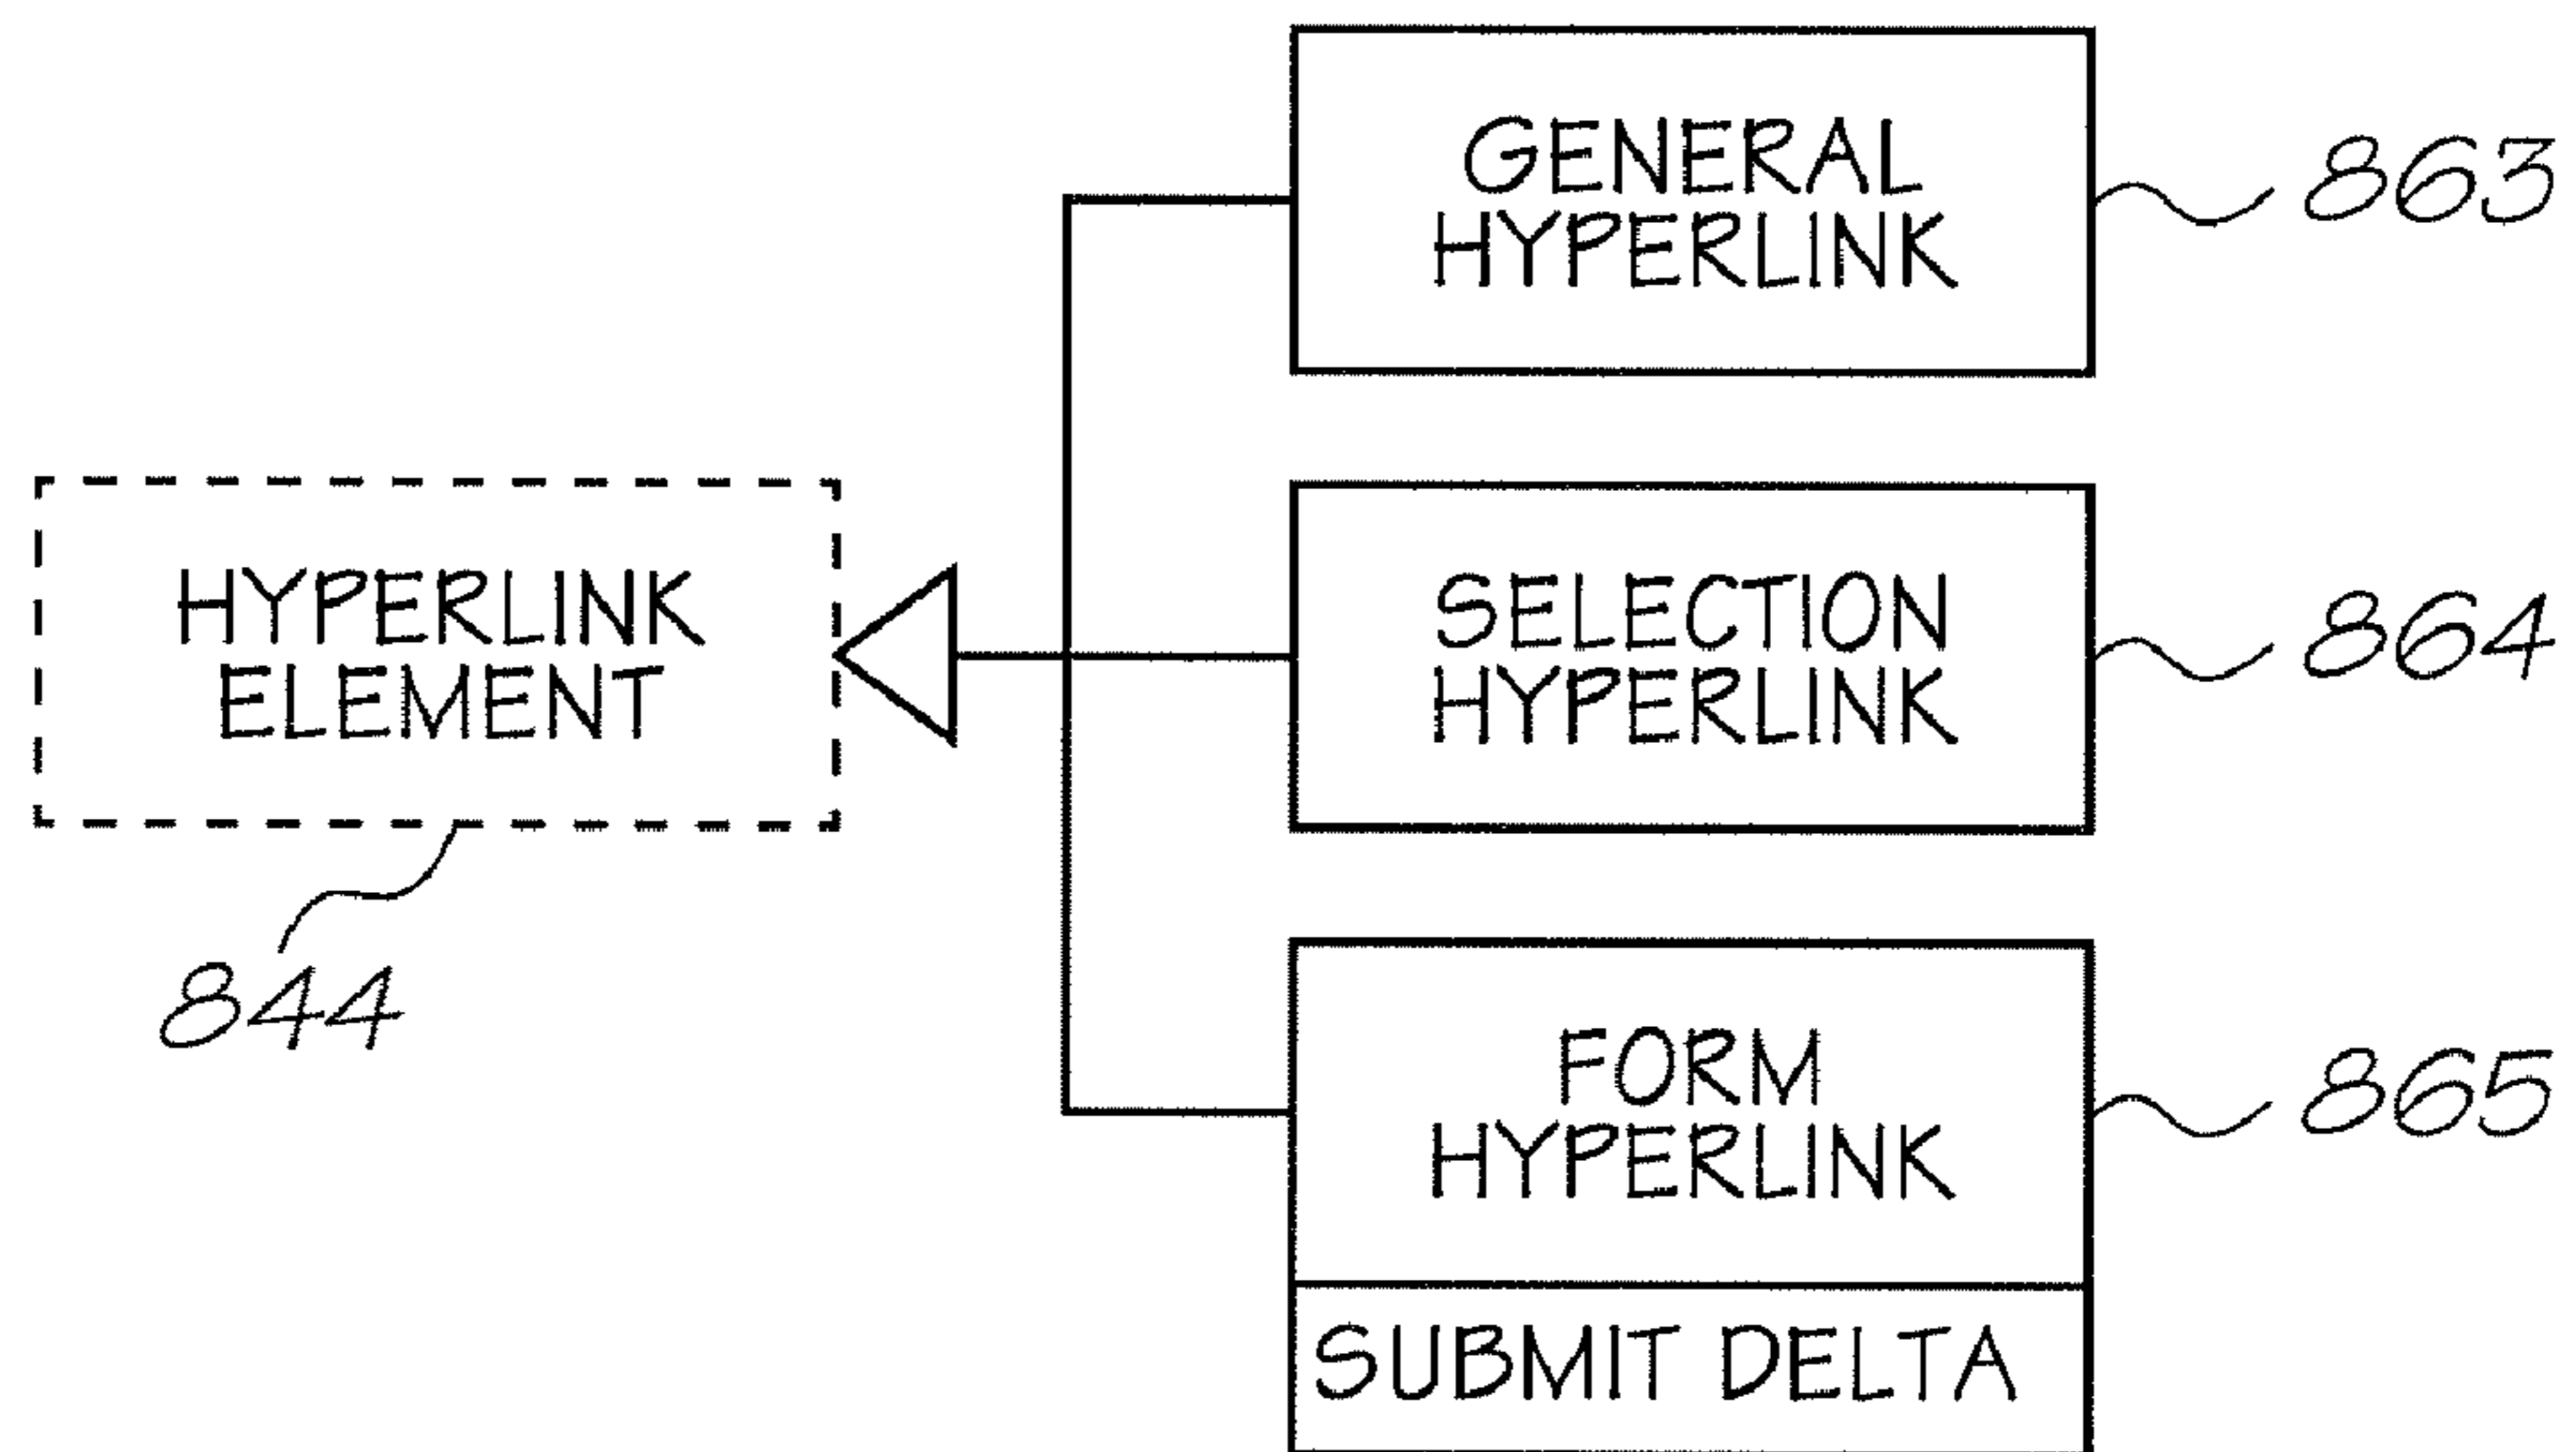 GENERAL
HYPERLINK
863
HYPERLINK
ELEMENT
844
SELECTION
HYPERLINK
864
FORM
HYPERLINK
865
SUBMIT DELTA